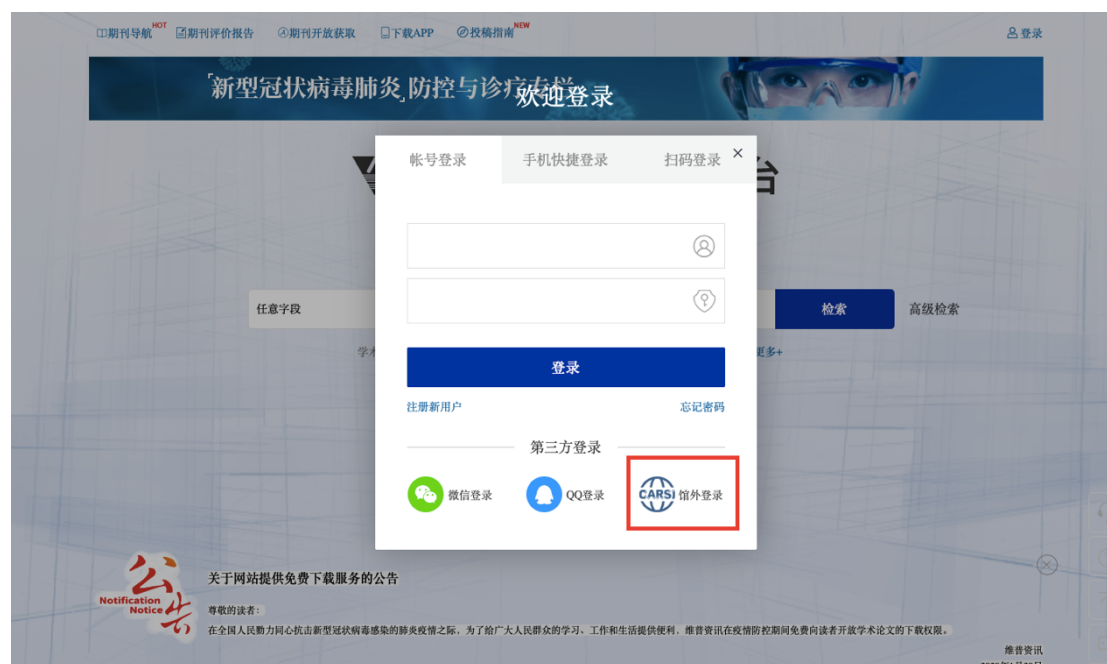 期刊导航 HOT 期刊评价报告 期刊开放获取 下载APP 投稿指南 NEW 登录
「新型冠状病毒肺炎」防控与诊疗专栏
欢迎登录
帐号登录 手机快捷登录 扫码登录 ×
台
任意字段 检索 高级检索
学术 更多+
登录
注册新用户 忘记密码
第三方登录
微信登录 QQ登录 CARSI 馆外登录
公告
Notification
Notice
关于网站提供免费下载服务的公告
尊敬的读者：
在全国人民勠力同心抗击新型冠状病毒感染的肺炎疫情之际，为了给广大人民群众的学习、工作和生活提供便利，维普资讯在疫情防控期间免费向读者开放学术论文的下载权限。
维普资讯